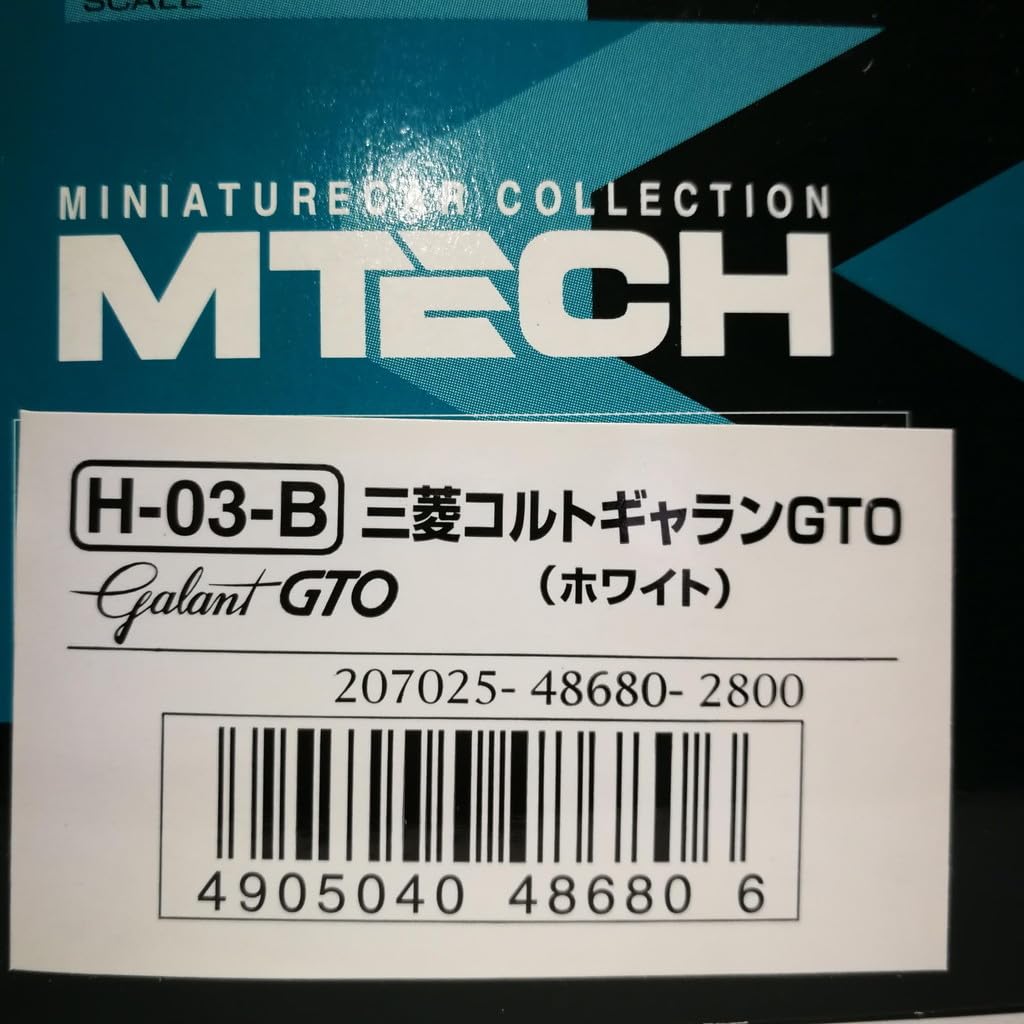 SCALE
MINIATURECAR COLLECTION
MTECH
H-03-B 三菱コルトギャランGTO
Galant GTO (ホワイト)
207025- 48680- 2800
4905040 48680 6